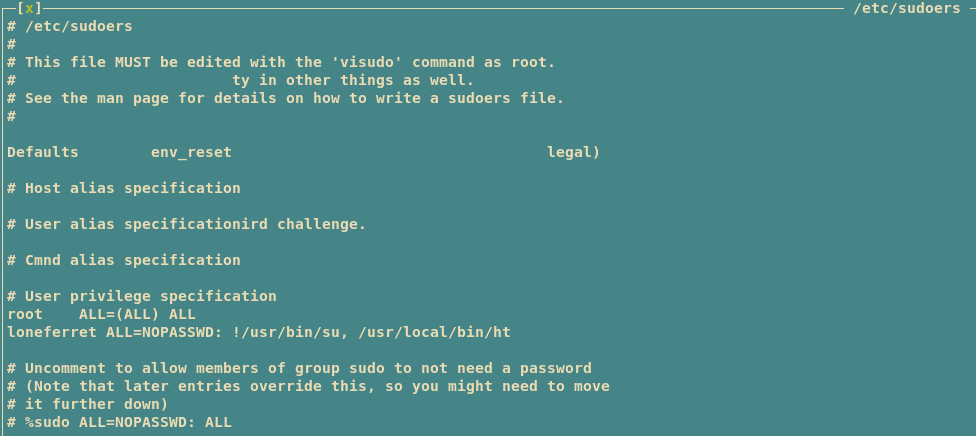 [x] /etc/sudoers
# /etc/sudoers
#
# This file MUST be edited with the 'visudo' command as root.
#                        ty in other things as well.
# See the man page for details on how to write a sudoers file.
#
Defaults        env_reset                                   legal)
# Host alias specification
# User alias specificationird challenge.
# Cmnd alias specification
# User privilege specification
root    ALL=(ALL) ALL
loneferret ALL=NOPASSWD: !/usr/bin/su, /usr/local/bin/ht
# Uncomment to allow members of group sudo to not need a password
# (Note that later entries override this, so you might need to move
# it further down)
# %sudo ALL=NOPASSWD: ALL